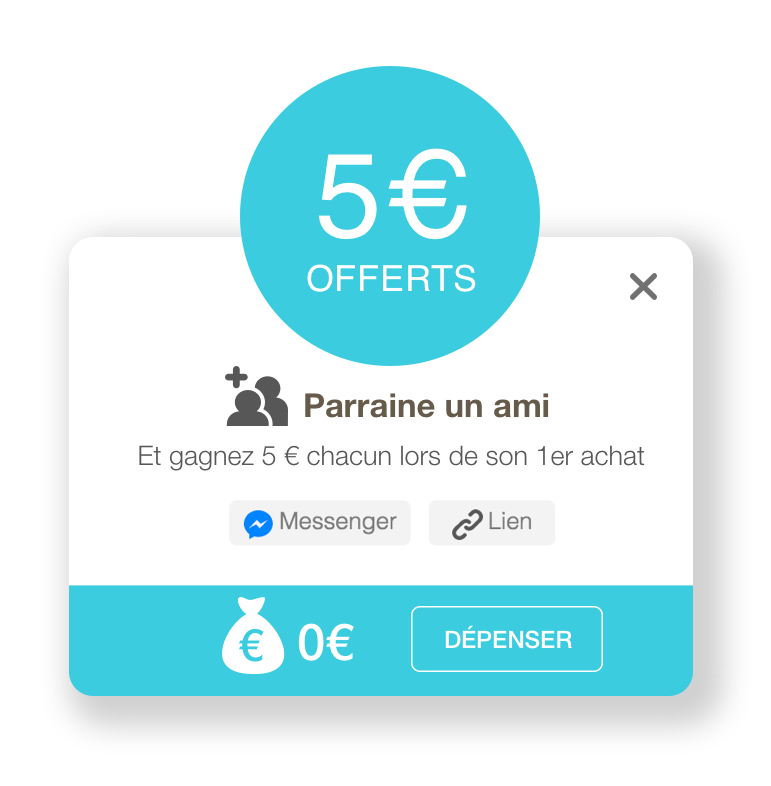 5€
OFFERTS
Parraine un ami
Et gagnez 5 € chacun lors de son 1er achat
Messenger Lien
€ 0€ DÉPENSER